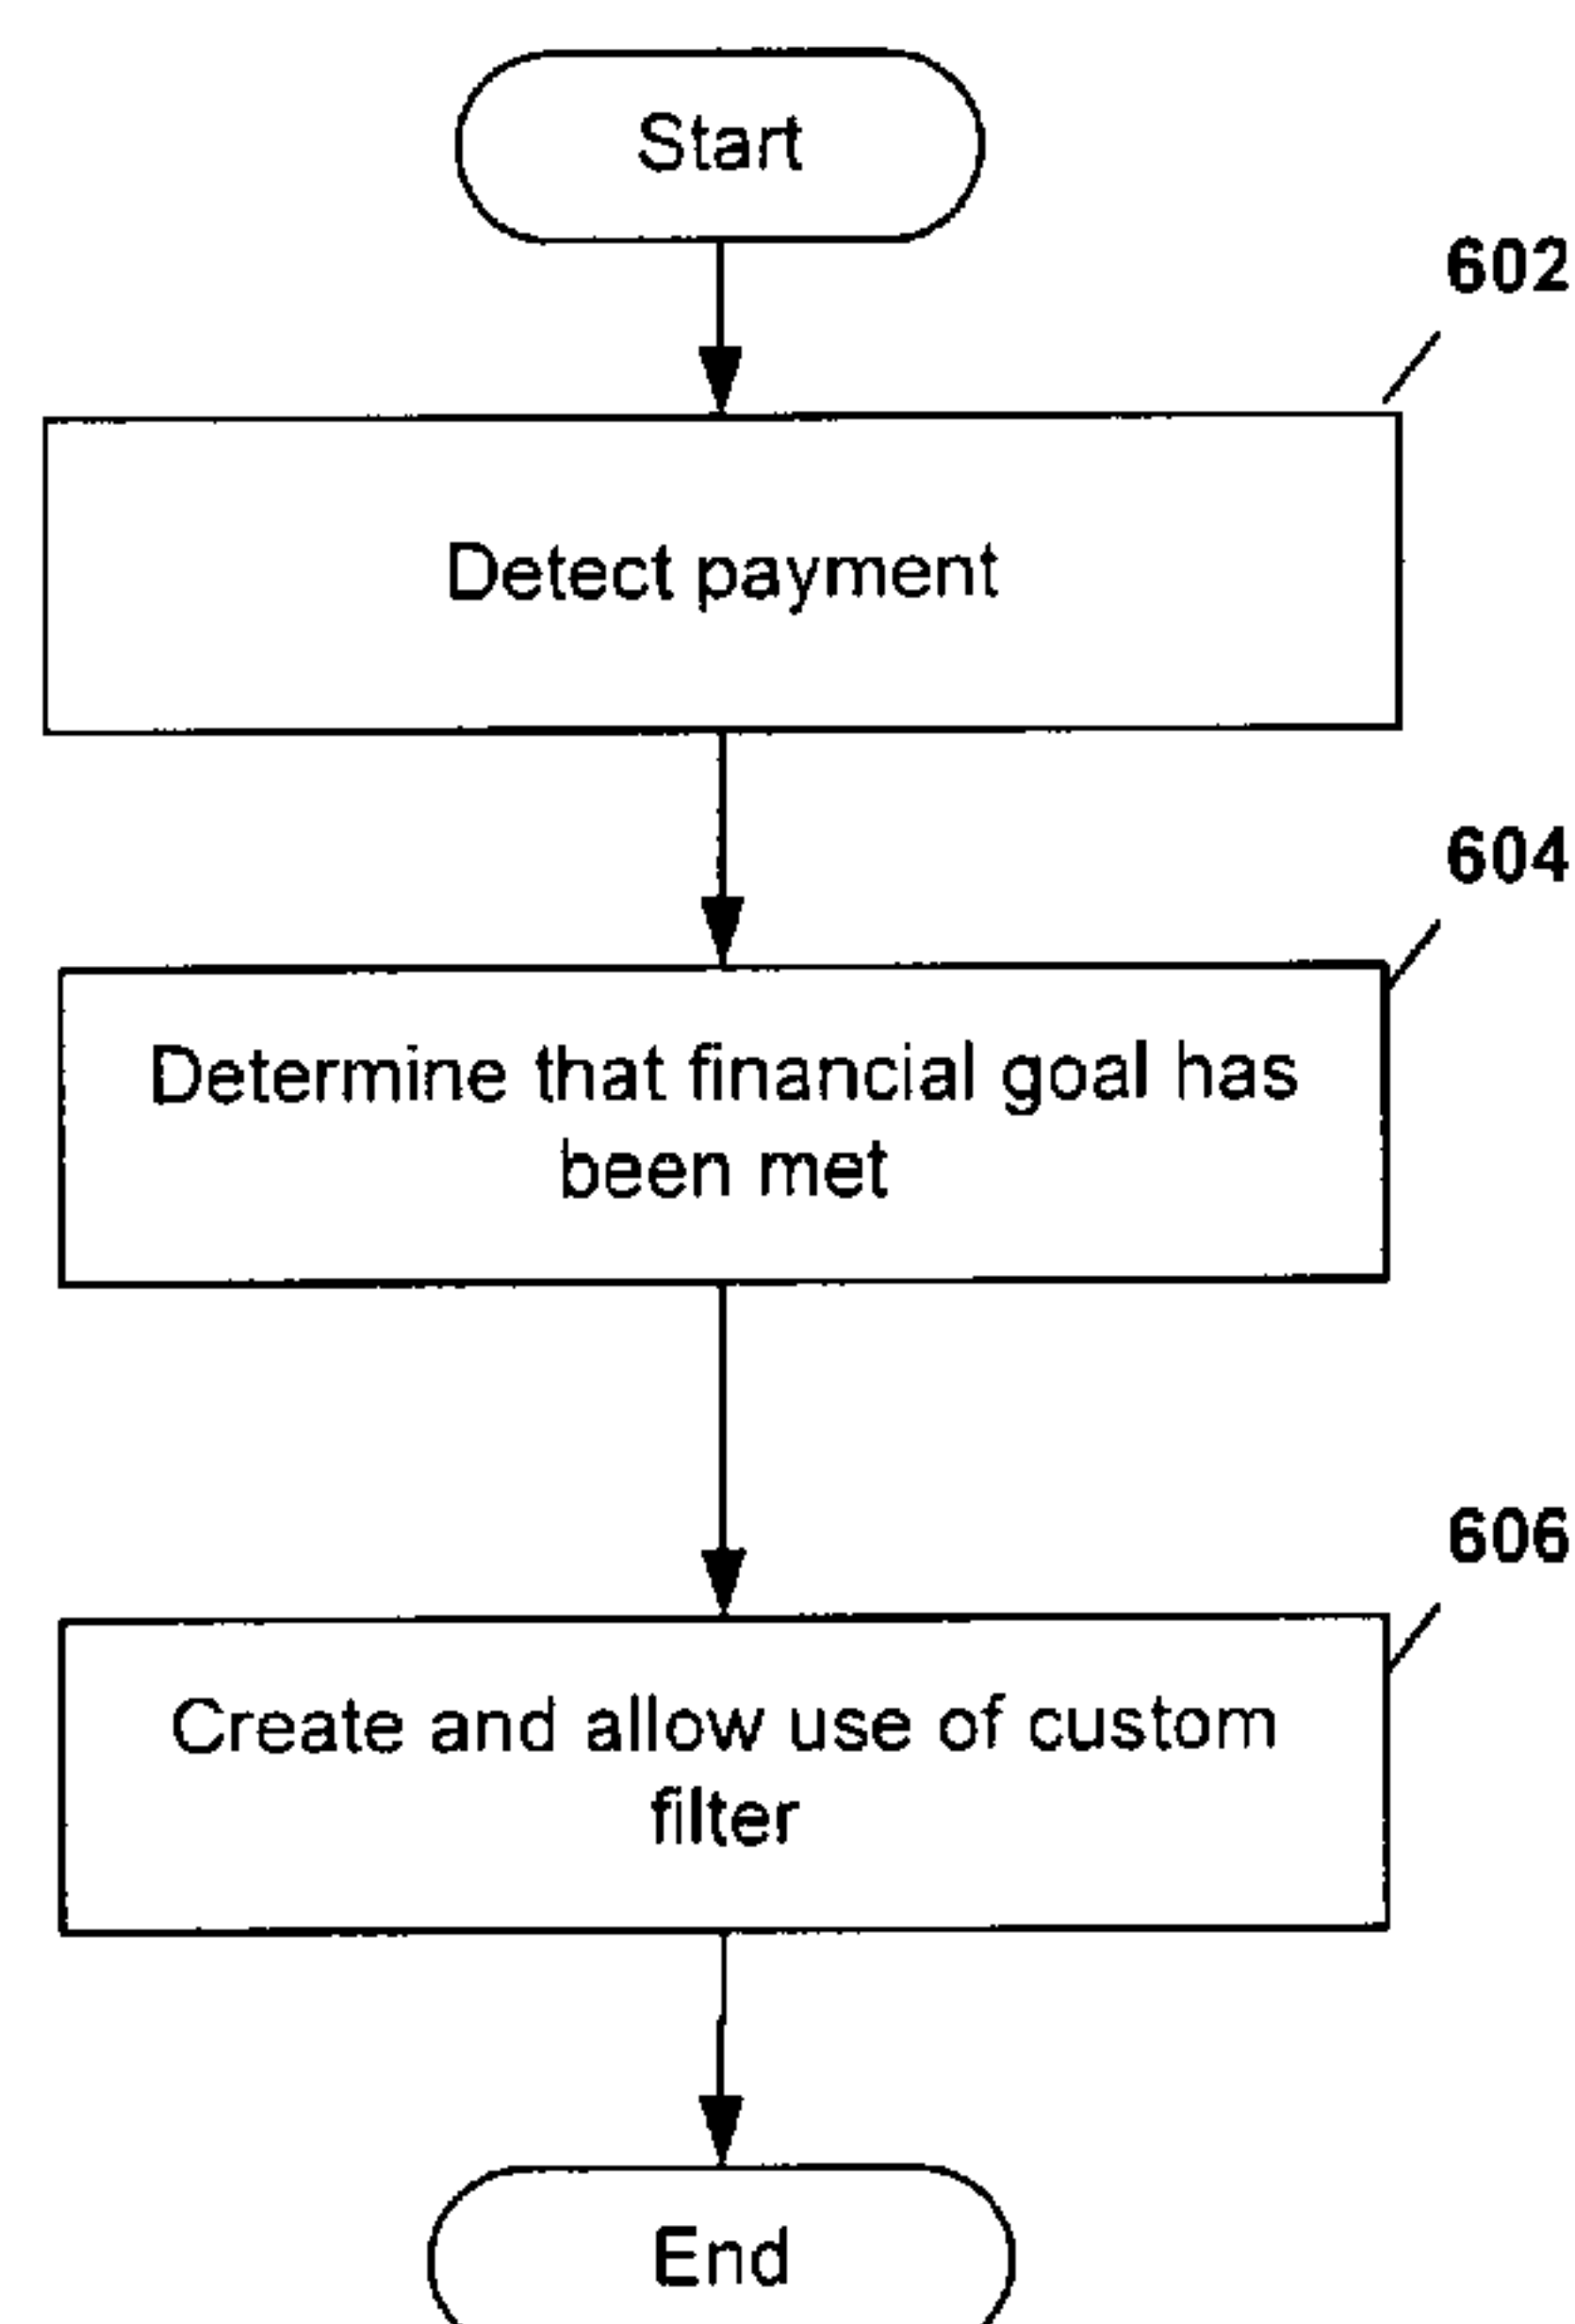 Start
602
Detect payment
604
Determine that financial goal has
been met
606
Create and allow use of custom
filter
End